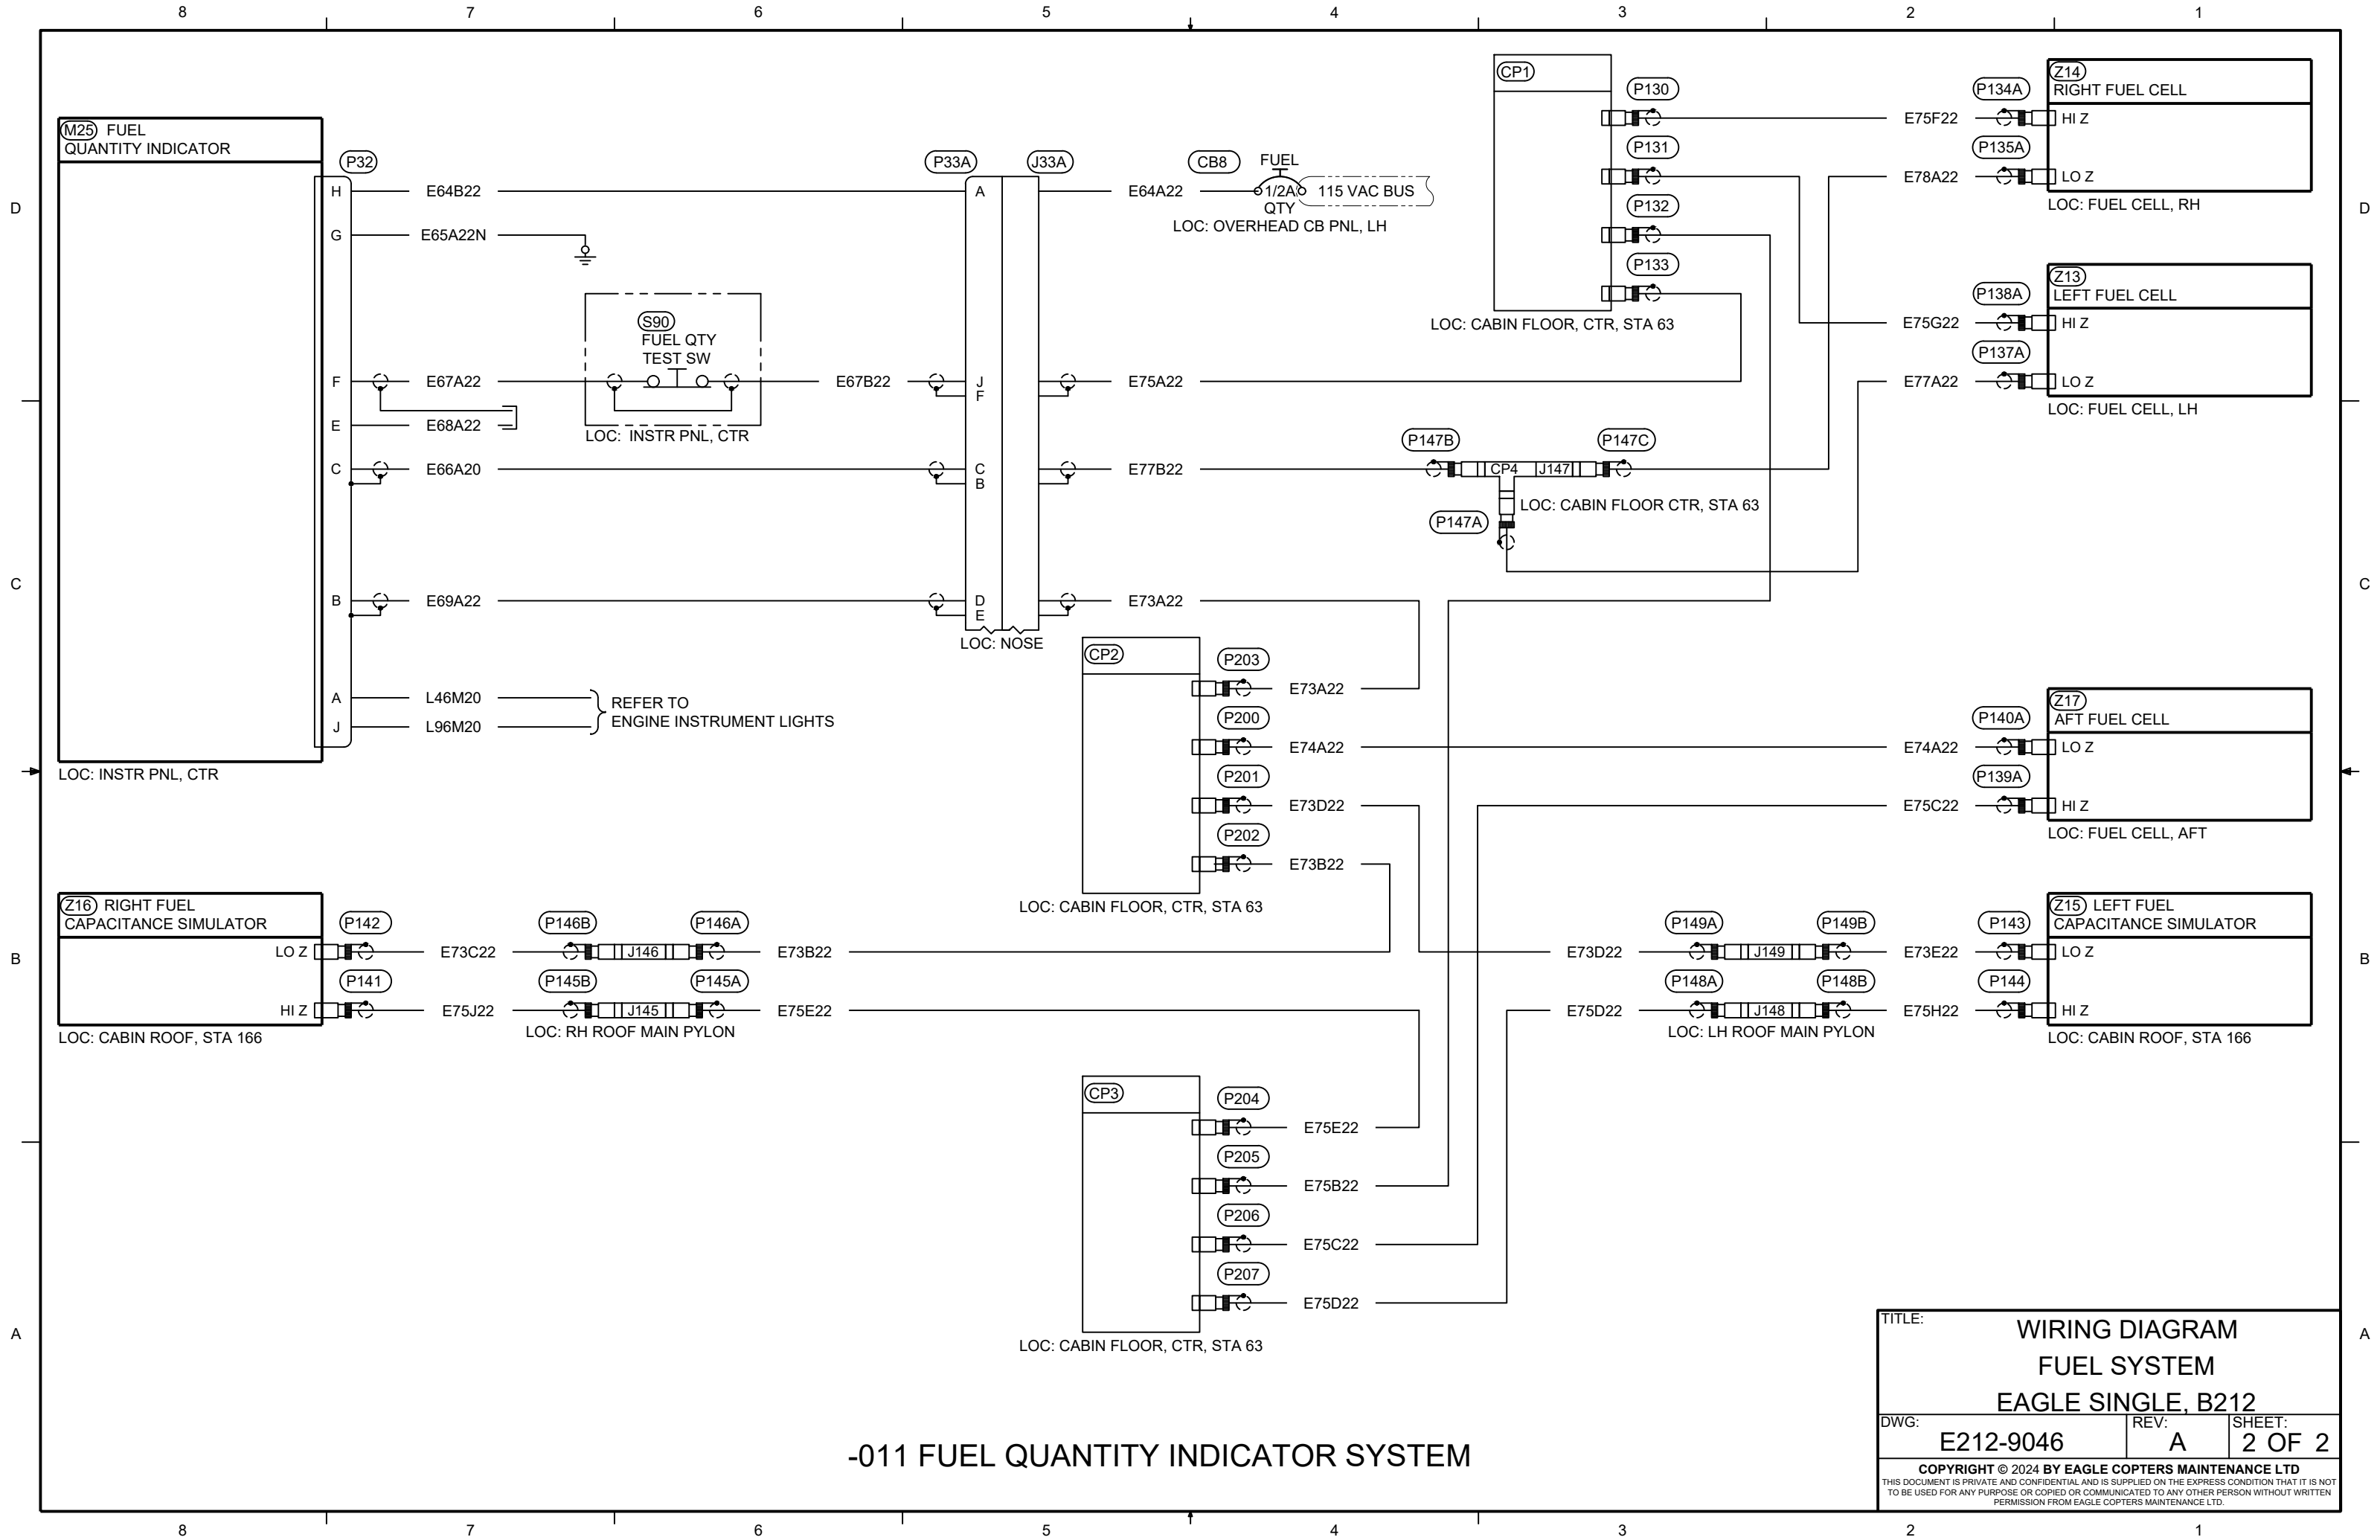 8 7 6 5 4 3 2 1
D
C
B
A
M25 FUEL
QUANTITY INDICATOR
P32
H E64B22
G E65A22N
F E67A22
E E68A22
C E66A20
B E69A22
A L46M20
J L96M20
REFER TO
ENGINE INSTRUMENT LIGHTS
LOC: INSTR PNL, CTR
S90
FUEL QTY
TEST SW
LOC: INSTR PNL, CTR
E67B22
P33A J33A
A
J
F
C
B
D
E
LOC: NOSE
E64A22
CB8
FUEL
1/2A
QTY
115 VAC BUS
LOC: OVERHEAD CB PNL, LH
E75A22
E77B22
E73A22
CP1
P130
P131
P132
P133
LOC: CABIN FLOOR, CTR, STA 63
P147B P147C
CP4 J147
LOC: CABIN FLOOR CTR, STA 63
P147A
Z14
RIGHT FUEL CELL
P134A
E75F22 HI Z
P135A
E78A22 LO Z
LOC: FUEL CELL, RH
Z13
LEFT FUEL CELL
P138A
E75G22 HI Z
P137A
E77A22 LO Z
LOC: FUEL CELL, LH
CP2
P203
E73A22
P200
E74A22
P201
E73D22
P202
E73B22
LOC: CABIN FLOOR, CTR, STA 63
Z17
AFT FUEL CELL
P140A
E74A22 LO Z
P139A
E75C22 HI Z
LOC: FUEL CELL, AFT
Z16 RIGHT FUEL
CAPACITANCE SIMULATOR
LO Z
P142
E73C22
P146B P146A
J146
E73B22
HI Z
P141
E75J22
P145B P145A
J145
E75E22
LOC: CABIN ROOF, STA 166
LOC: RH ROOF MAIN PYLON
P149A P149B
E73D22 J149 E73E22
P148A P148B
E75D22 J148 E75H22
LOC: LH ROOF MAIN PYLON
Z15 LEFT FUEL
CAPACITANCE SIMULATOR
P143
LO Z
P144
HI Z
LOC: CABIN ROOF, STA 166
CP3
P204
E75E22
P205
E75B22
P206
E75C22
P207
E75D22
LOC: CABIN FLOOR, CTR, STA 63
-011 FUEL QUANTITY INDICATOR SYSTEM
TITLE:
WIRING DIAGRAM
FUEL SYSTEM
EAGLE SINGLE, B212
DWG: REV: SHEET:
E212-9046 A 2 OF 2
COPYRIGHT © 2024 BY EAGLE COPTERS MAINTENANCE LTD
THIS DOCUMENT IS PRIVATE AND CONFIDENTIAL AND IS SUPPLIED ON THE EXPRESS CONDITION THAT IT IS NOT
TO BE USED FOR ANY PURPOSE OR COPIED OR COMMUNICATED TO ANY OTHER PERSON WITHOUT WRITTEN
PERMISSION FROM EAGLE COPTERS MAINTENANCE LTD.
D
C
B
A
8 7 6 5 4 3 2 1